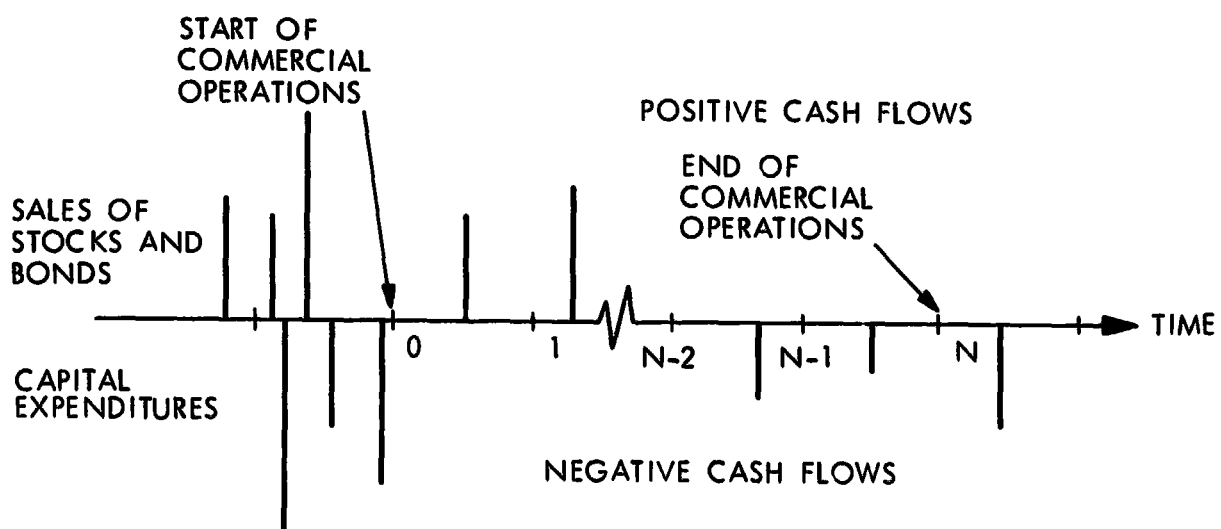 START OF
COMMERCIAL
OPERATIONS
POSITIVE CASH FLOWS
END OF
COMMERCIAL
OPERATIONS
SALES OF
STOCKS AND
BONDS
TIME
0
1
N-2
N-1
N
CAPITAL
EXPENDITURES
NEGATIVE CASH FLOWS